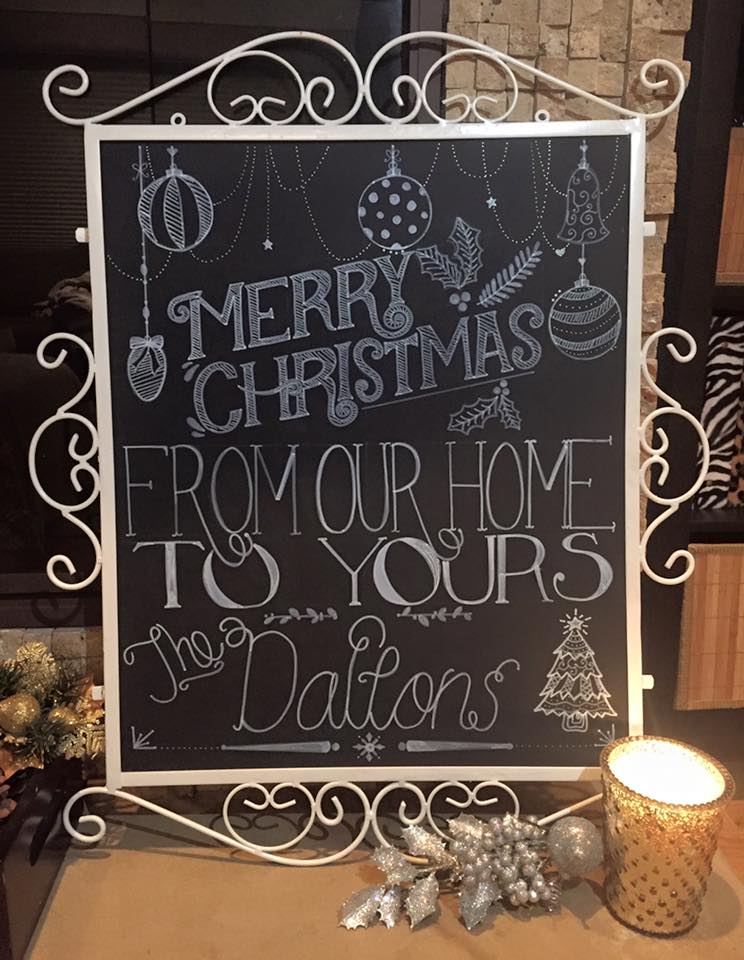 MERRY
CHRISTMAS
FROM OUR HOME
TO YOURS
The Daltons